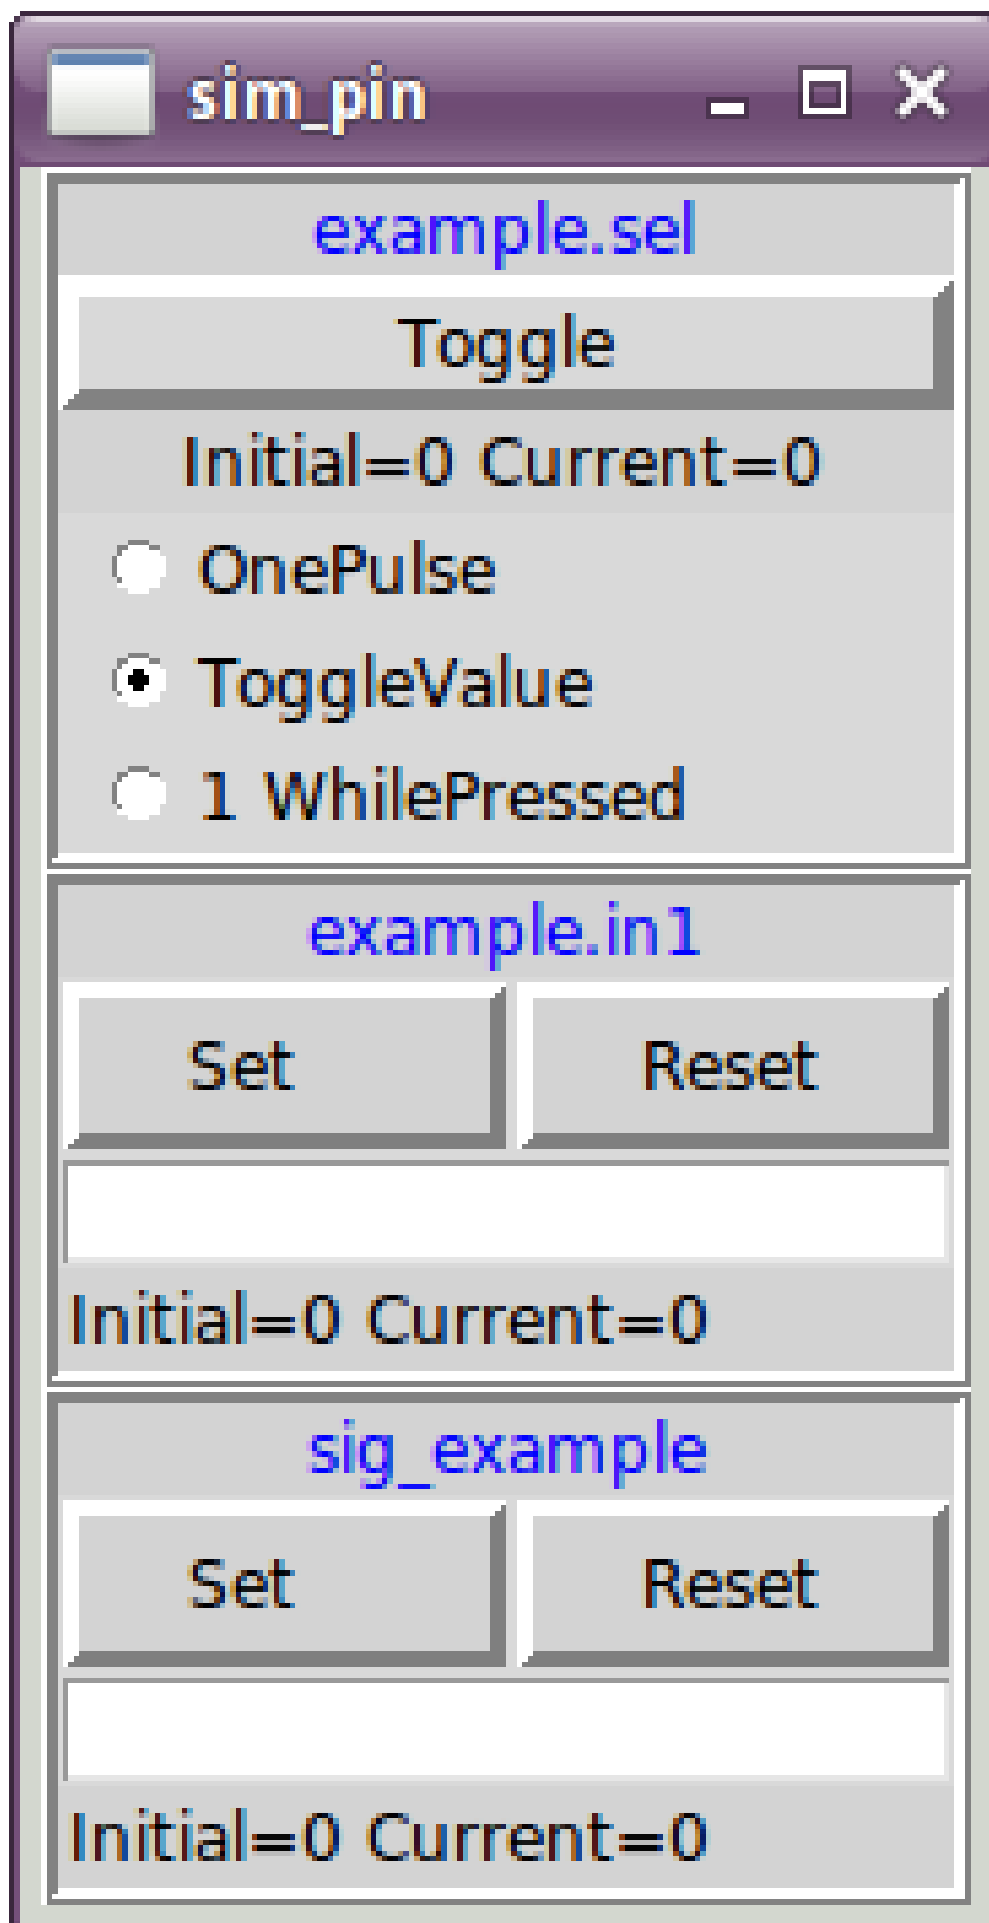 sim_pin
example.sel
Toggle
Initial=0 Current=0
OnePulse
ToggleValue
1 WhilePressed
example.in1
Set Reset
Initial=0 Current=0
sig_example
Set Reset
Initial=0 Current=0